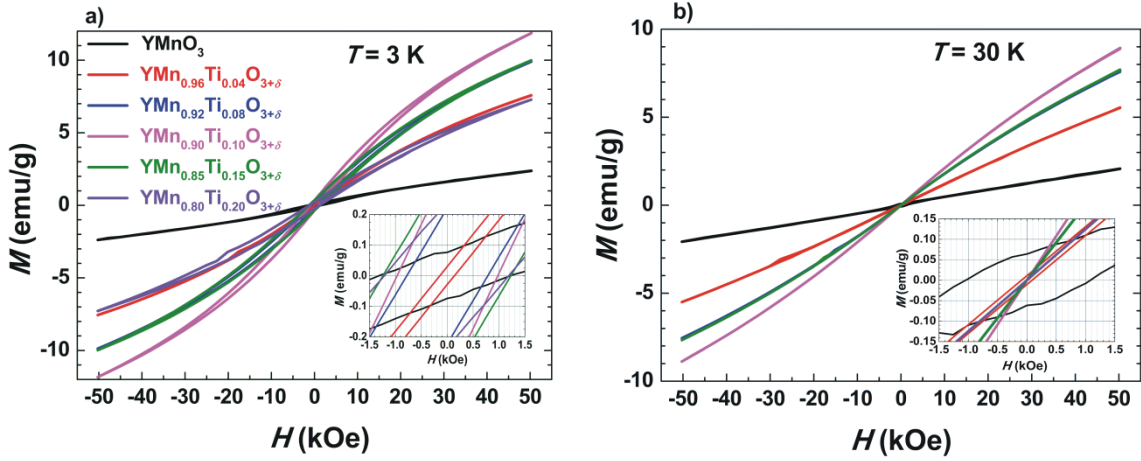 a)
T = 3 K
YMnO3
YMn0.96Ti0.04O3+δ
YMn0.92Ti0.08O3+δ
YMn0.90Ti0.10O3+δ
YMn0.85Ti0.15O3+δ
YMn0.80Ti0.20O3+δ
M (emu/g)
10
5
0
-5
-10
-50 -40 -30 -20 -10 0 10 20 30 40 50
H (kOe)
M (emu/g)
0.2
0.1
0.0
-0.1
-0.2
-1.5 -1.0 -0.5 0.0 0.5 1.0 1.5
H (kOe)
b)
T = 30 K
M (emu/g)
10
5
0
-5
-10
-50 -40 -30 -20 -10 0 10 20 30 40 50
H (kOe)
M (emu/g)
0.15
0.10
0.05
0.00
-0.05
-0.10
-0.15
-1.5 -1.0 -0.5 0.0 0.5 1.0 1.5
H (kOe)